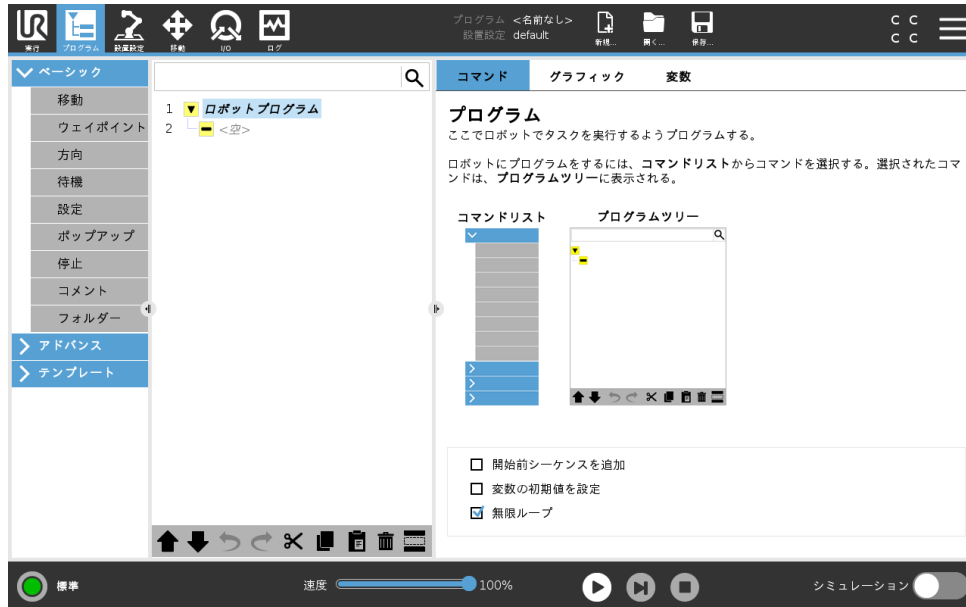 UR
実行
プログラム
設置設定
移動
I/O
ログ
プログラム <名前なし>
設置設定 default
新規...
開く...
保存...
C C
C C
ベーシック
移動
ウェイポイント
方向
待機
設定
ポップアップ
停止
コメント
フォルダー
アドバンス
テンプレート
1 ロボットプログラム
2 <空>
コマンド グラフィック 変数
プログラム
ここでロボットでタスクを実行するようプログラムする。
ロボットにプログラムをするには、コマンドリストからコマンドを選択する。選択されたコマ
ンドは、プログラムツリーに表示される。
コマンドリスト プログラムツリー
開始前シーケンスを追加
変数の初期値を設定
無限ループ
標準
速度 100%
シミュレーション